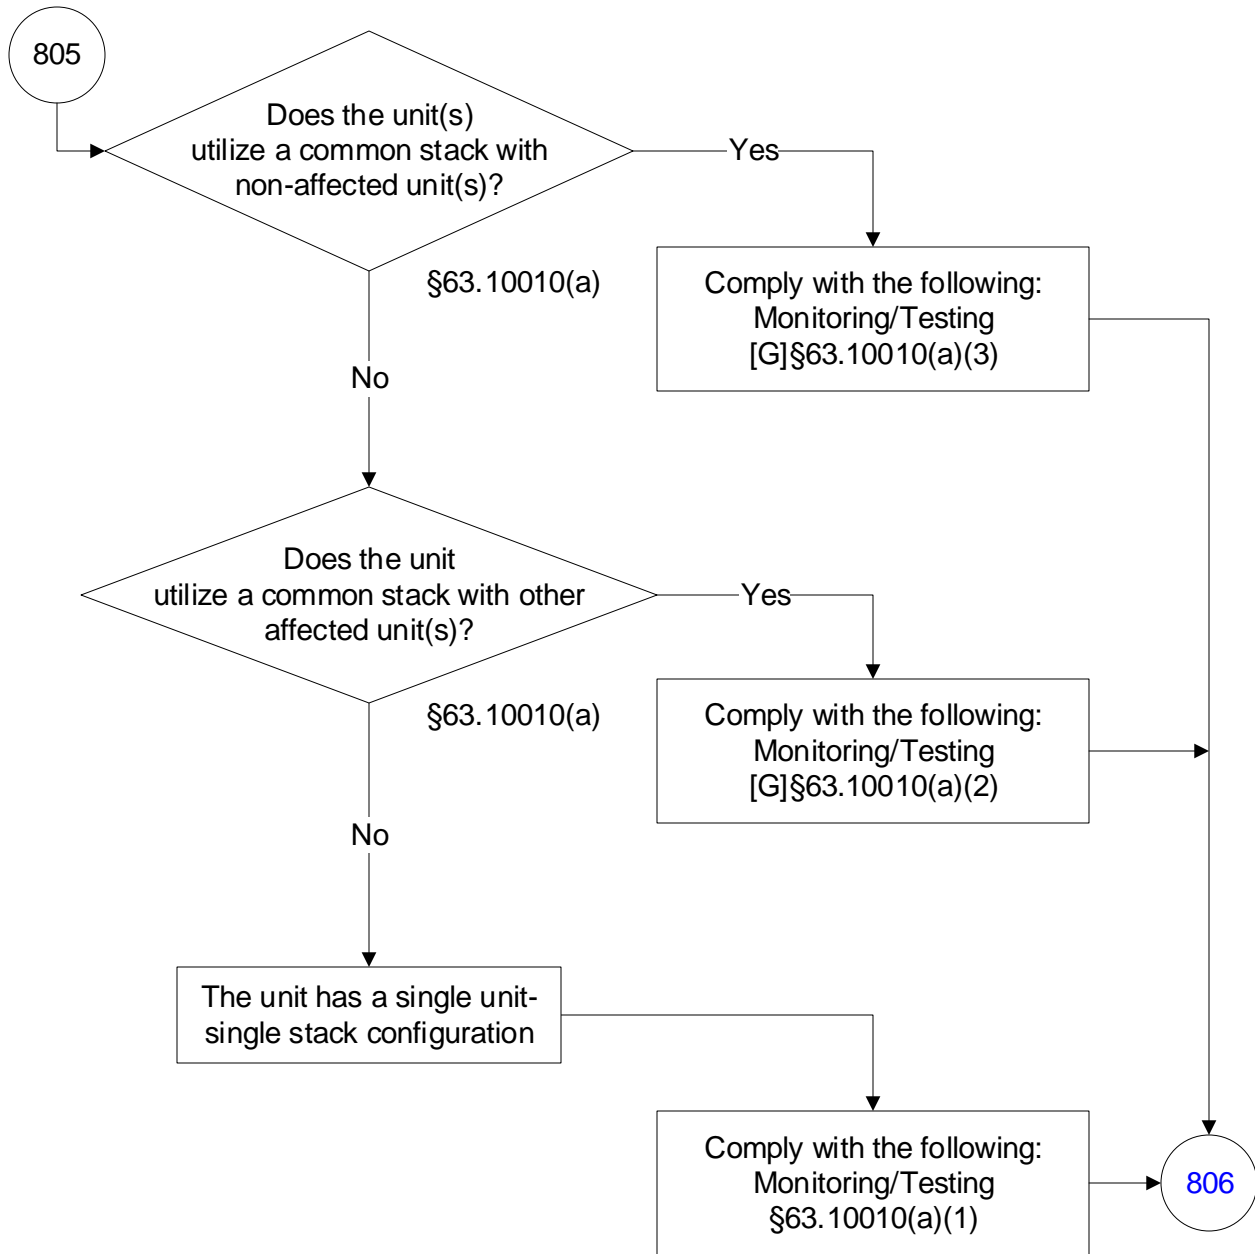 805
Does the unit(s)
utilize a common stack with
non-affected unit(s)?
Yes
§63.10010(a)
Comply with the following:
Monitoring/Testing
[G]§63.10010(a)(3)
No
Does the unit
utilize a common stack with other
affected unit(s)?
Yes
§63.10010(a)
Comply with the following:
Monitoring/Testing
[G]§63.10010(a)(2)
No
The unit has a single unit-
single stack configuration
Comply with the following:
Monitoring/Testing
§63.10010(a)(1)
806